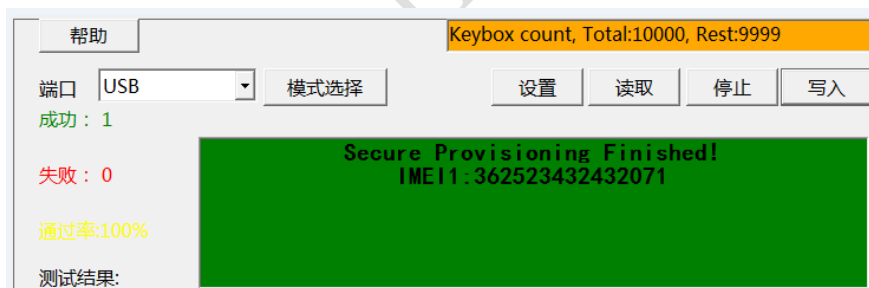 帮助
Keybox count, Total:10000, Rest:9999
端口 USB 模式选择 设置 读取 停止 写入
成功： 1
Secure Provisioning Finished!
失败： 0
IMEI1:362523432432071
通过率:100%
测试结果: